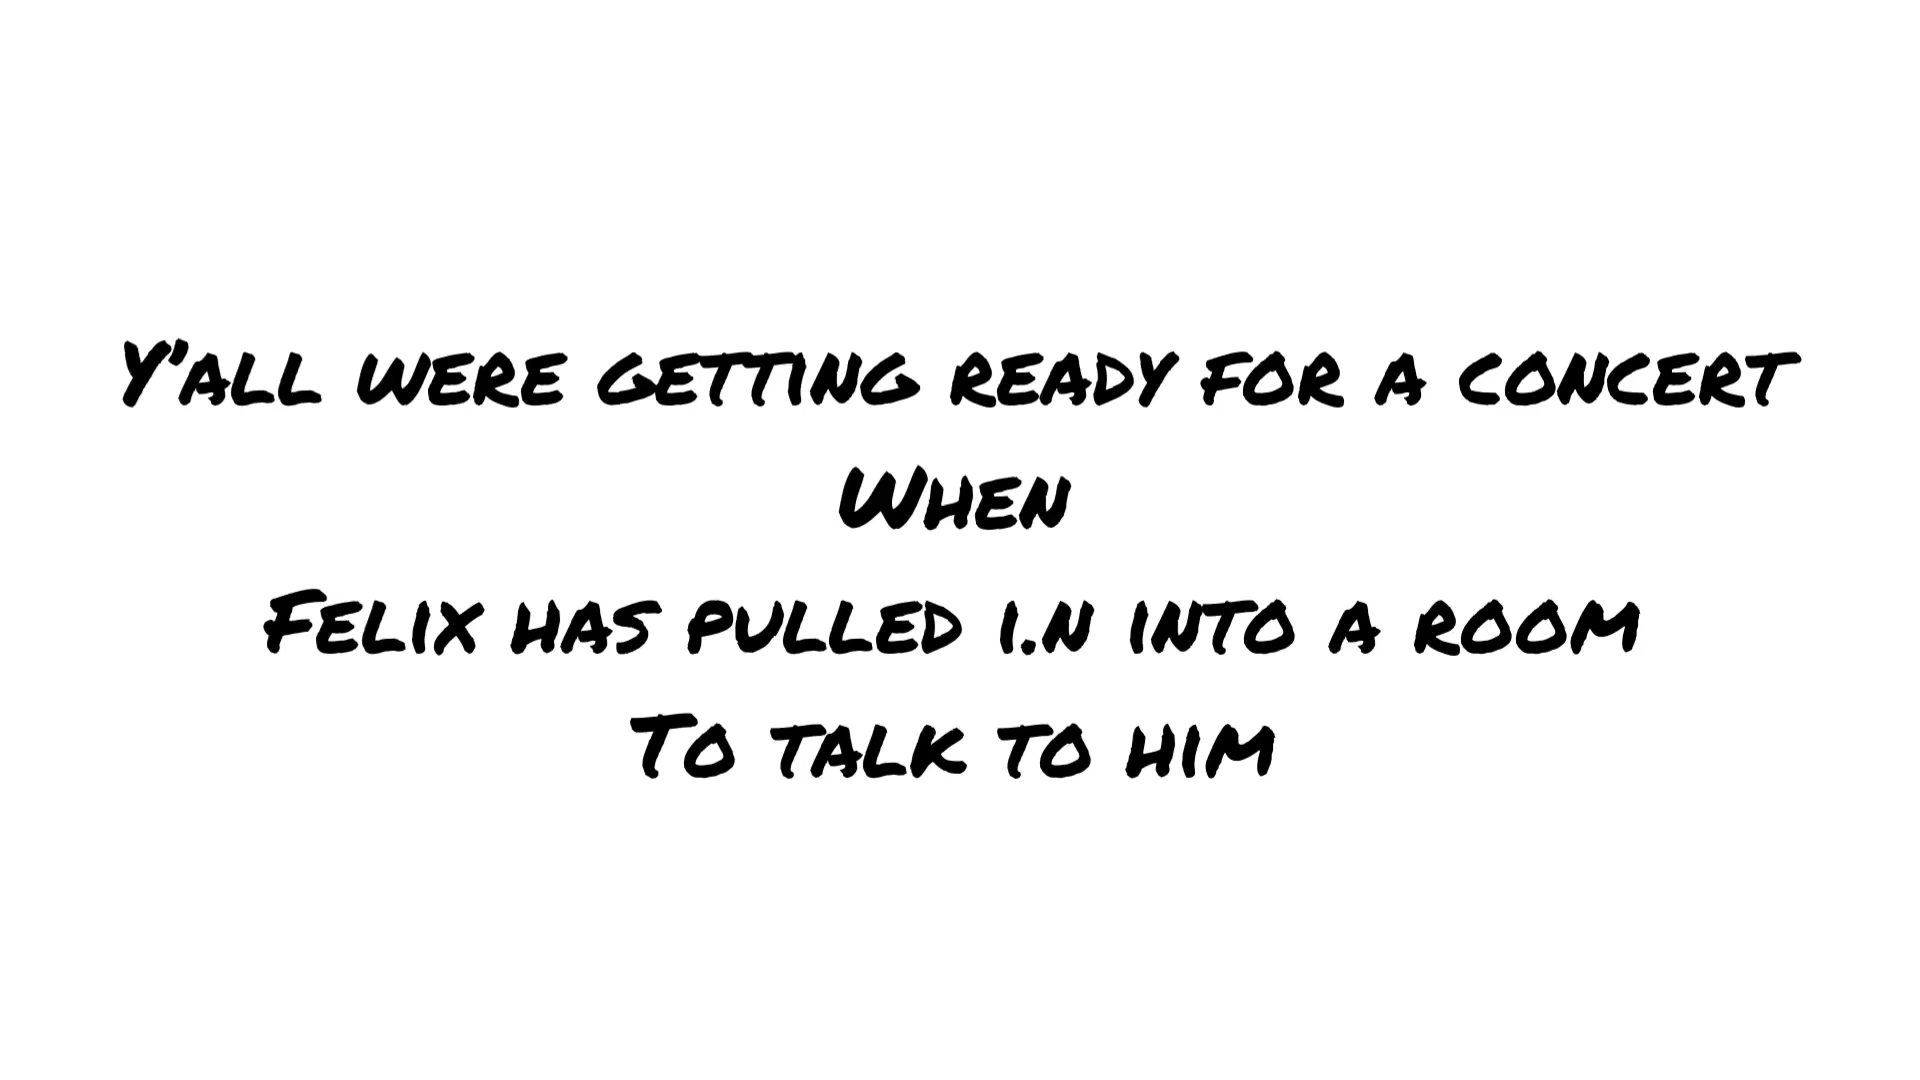 Y'all were getting ready for a concert
When
Felix has pulled i.n into a room
To talk to him